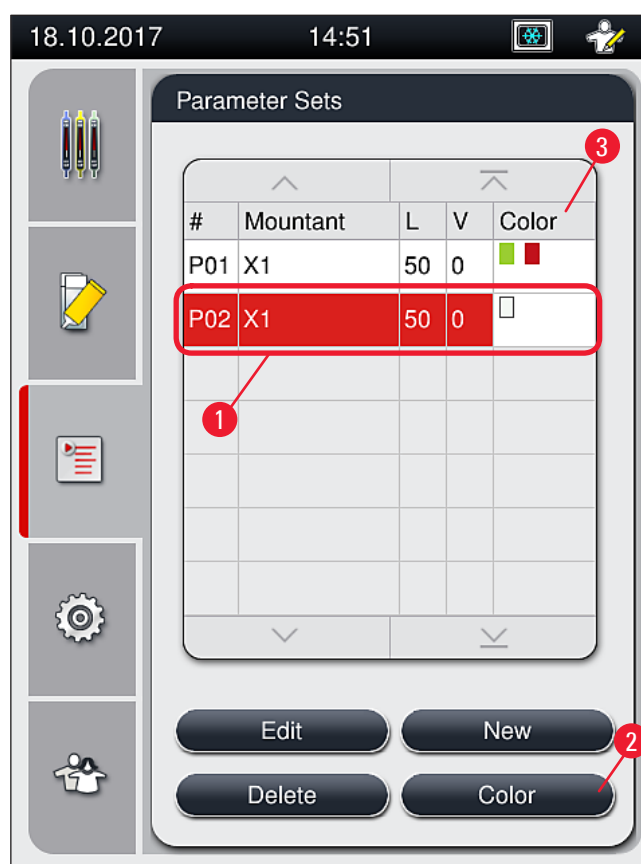 18.10.2017 14:51
Parameter Sets
3
# Mountant L V Color
P01 X1 50 0
P02 X1 50 0
1
Edit New
2
Delete Color